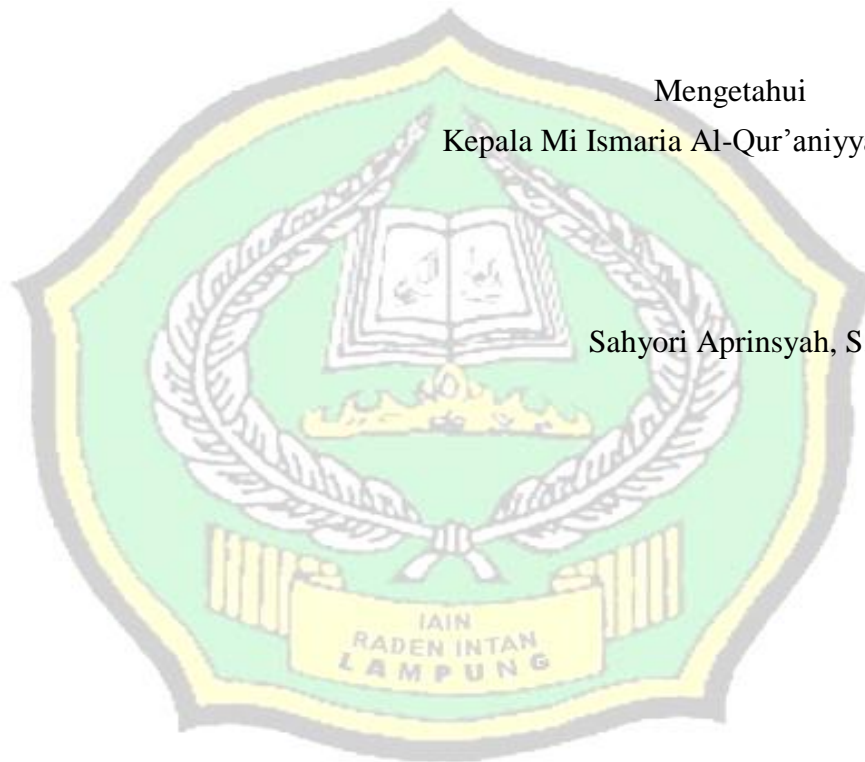 Mengetahui
Kepala Mi Ismaria Al-Qur’aniyya
Sahyori Aprinsyah, S
IAIN
RADEN INTAN
LAMPUNG